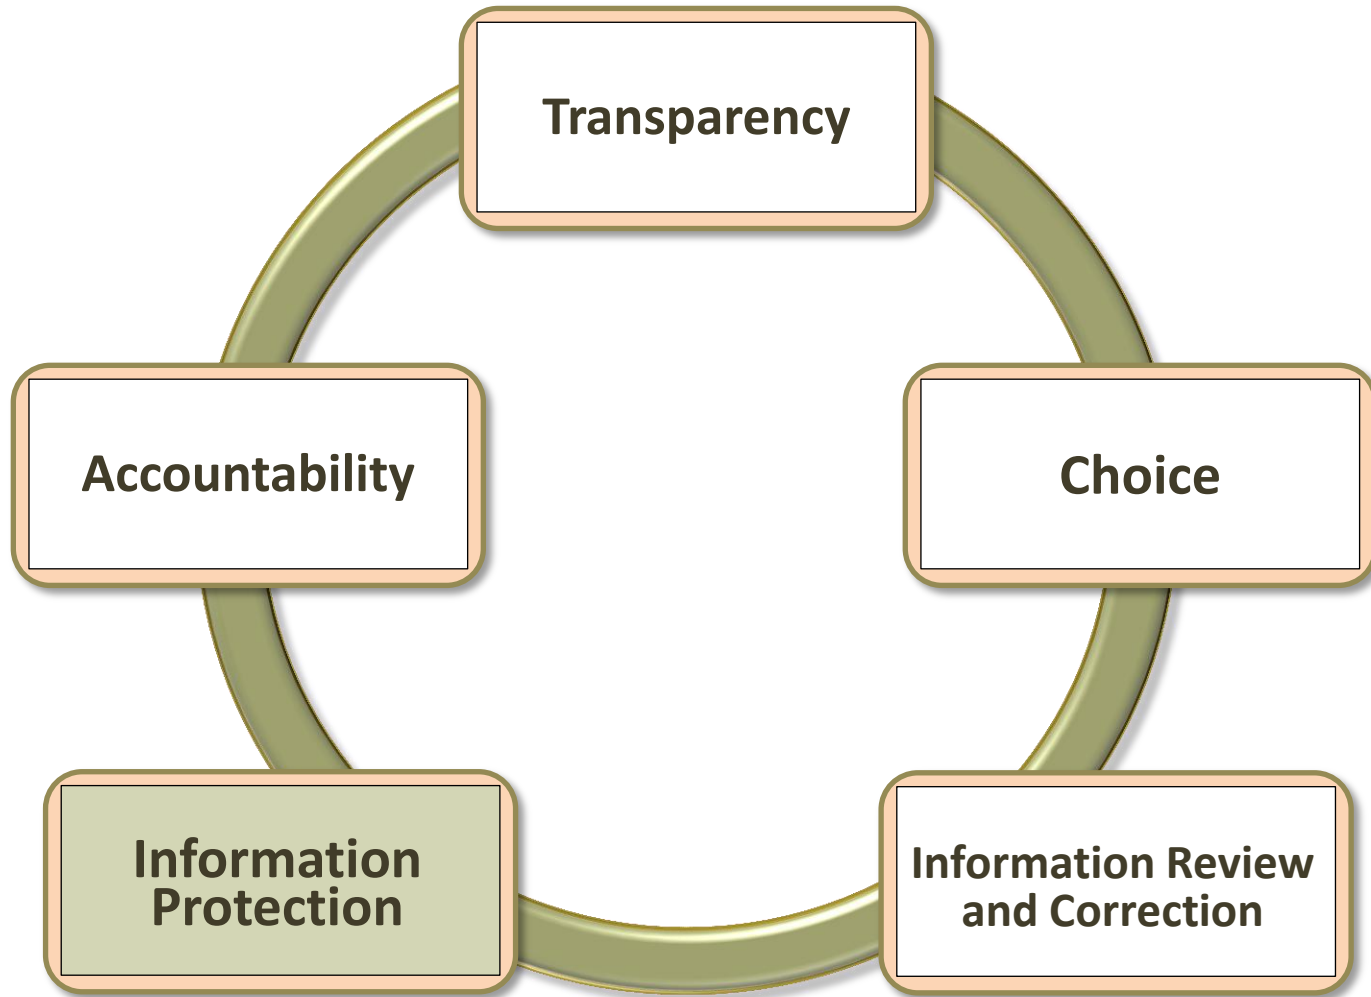 Transparency
Accountability
Choice
Information
Protection
Information Review
and Correction